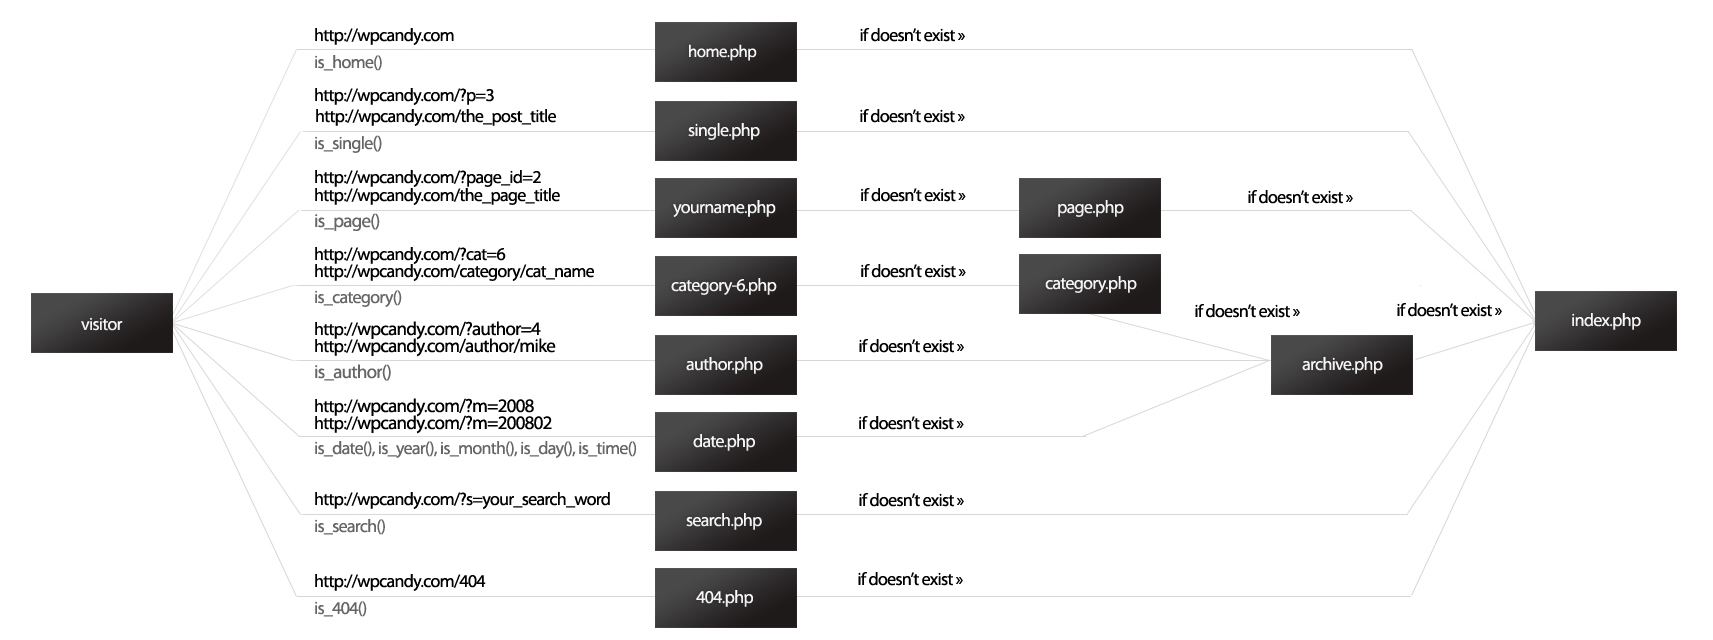 http://wpcandy.com
is_home()
home.php
if doesn't exist »
http://wpcandy.com/?p=3
http://wpcandy.com/the_post_title
is_single()
single.php
if doesn't exist »
http://wpcandy.com/?page_id=2
http://wpcandy.com/the_page_title
is_page()
yourname.php
if doesn't exist »
page.php
if doesn't exist »
http://wpcandy.com/?cat=6
http://wpcandy.com/category/cat_name
is_category()
category-6.php
if doesn't exist »
category.php
if doesn't exist »
if doesn't exist »
visitor
index.php
http://wpcandy.com/?author=4
http://wpcandy.com/author/mike
is_author()
author.php
if doesn't exist »
archive.php
http://wpcandy.com/?m=2008
http://wpcandy.com/?m=200802
is_date(), is_year(), is_month(), is_day(), is_time()
date.php
if doesn't exist »
http://wpcandy.com/?s=your_search_word
is_search()
search.php
if doesn't exist »
http://wpcandy.com/404
is_404()
404.php
if doesn't exist »